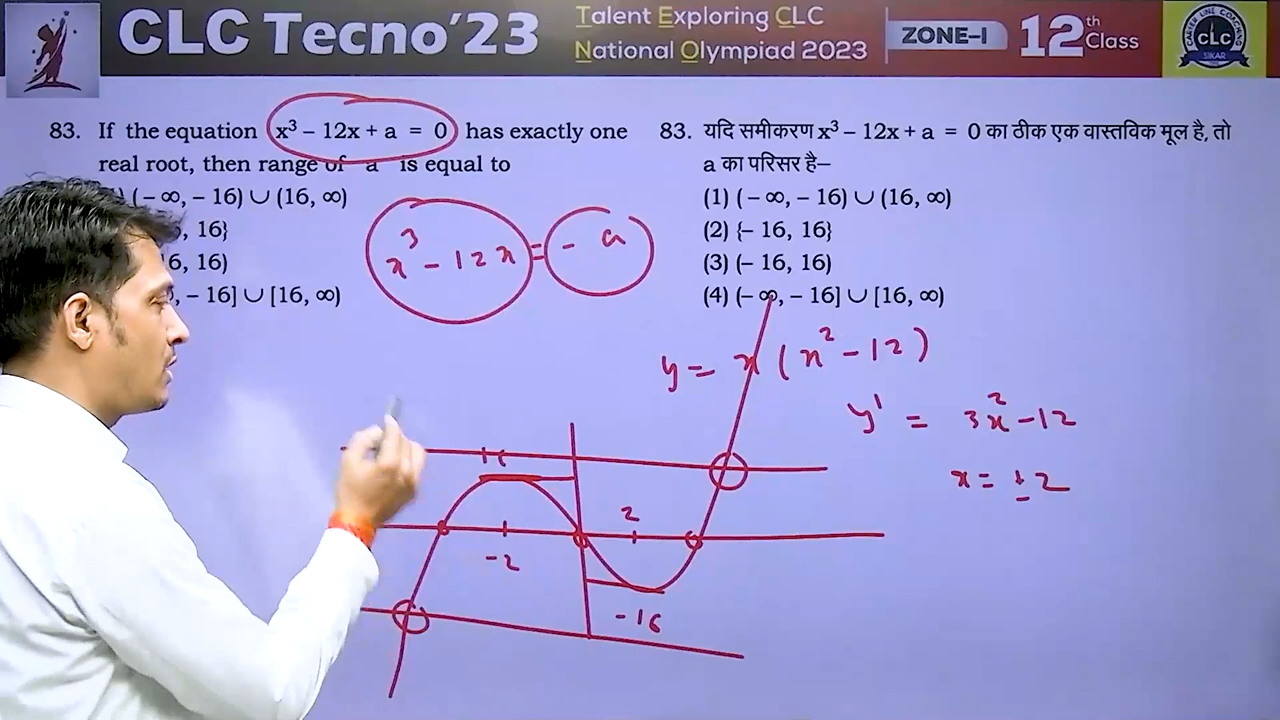 CLC Tecno’23
Talent Exploring CLC
National Olympiad 2023
ZONE-I
12th Class
CLC
SIKAR
83. If the equation x³ – 12x + a = 0 has exactly one
real root, then range of a is equal to
(– ∞, – 16) ∪ (16, ∞)
16}
16)
– 16] ∪ [16, ∞)
83. यदि समीकरण x³ – 12x + a = 0 का ठीक एक वास्तविक मूल है, तो
a का परिसर है–
(1) (– ∞, – 16) ∪ (16, ∞)
(2) {– 16, 16}
(3) (– 16, 16)
(4) (– ∞, – 16] ∪ [16, ∞)
x³ – 12x = – a
y = x (x² – 12)
y' = 3x² – 12
x = ± 2
16
-2
2
-16